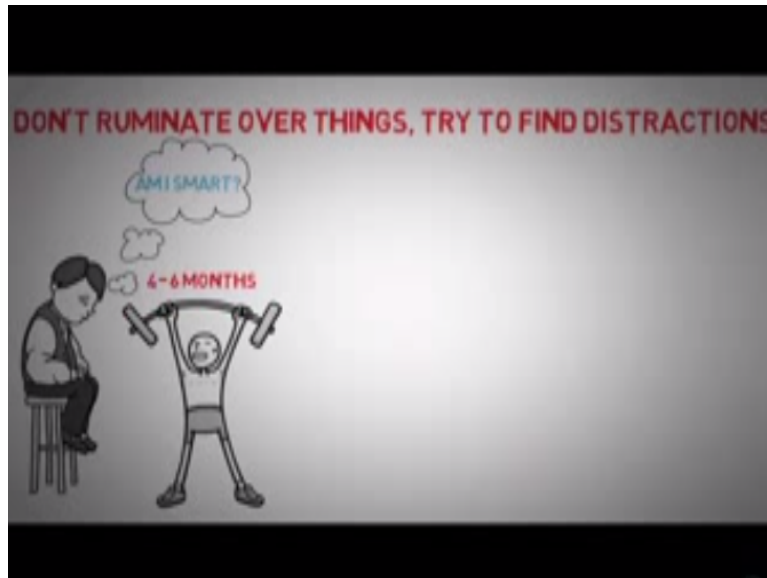 DON'T RUMINATE OVER THINGS, TRY TO FIND DISTRACTIONS
AM I SMART?
4-6 MONTHS